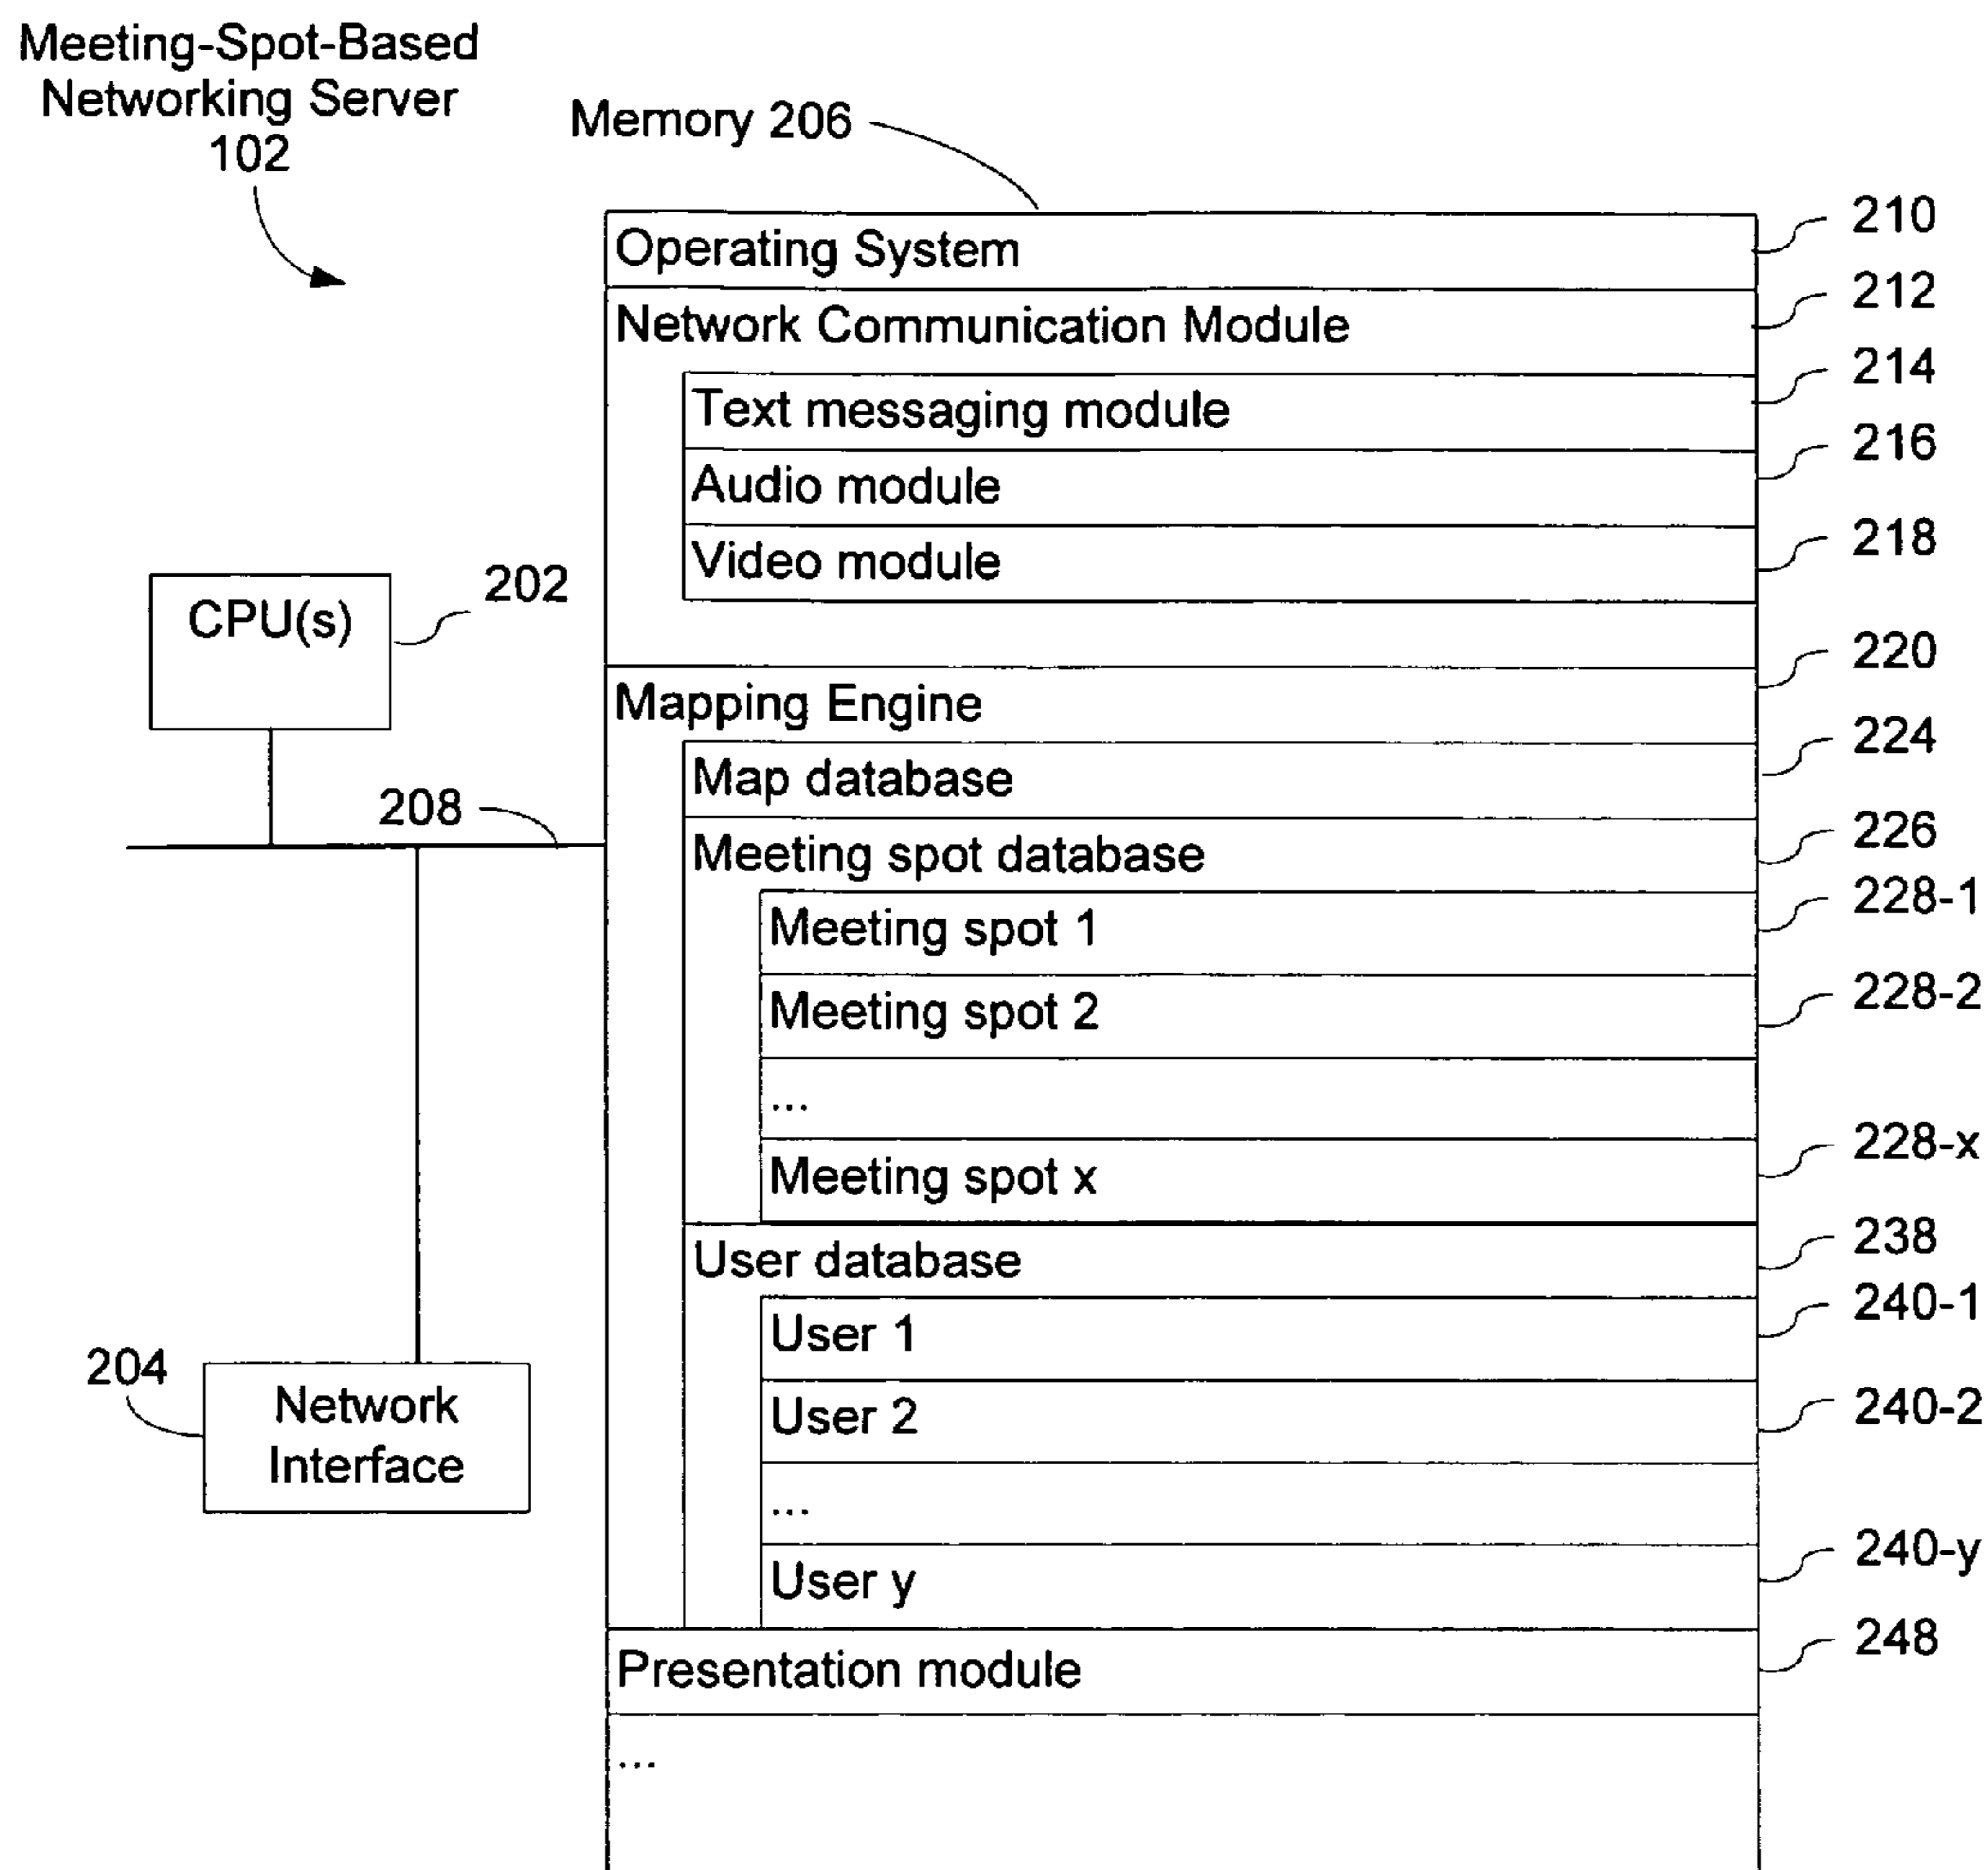 Meeting-Spot-Based
Networking Server
102
Memory 206
Operating System
210
Network Communication Module
212
Text messaging module
214
Audio module
216
Video module
218
CPU(s)
202
Mapping Engine
220
Map database
224
208
Meeting spot database
226
Meeting spot 1
228-1
Meeting spot 2
228-2
...
Meeting spot x
228-x
User database
238
User 1
240-1
204
Network
Interface
User 2
240-2
...
User y
240-y
Presentation module
248
...